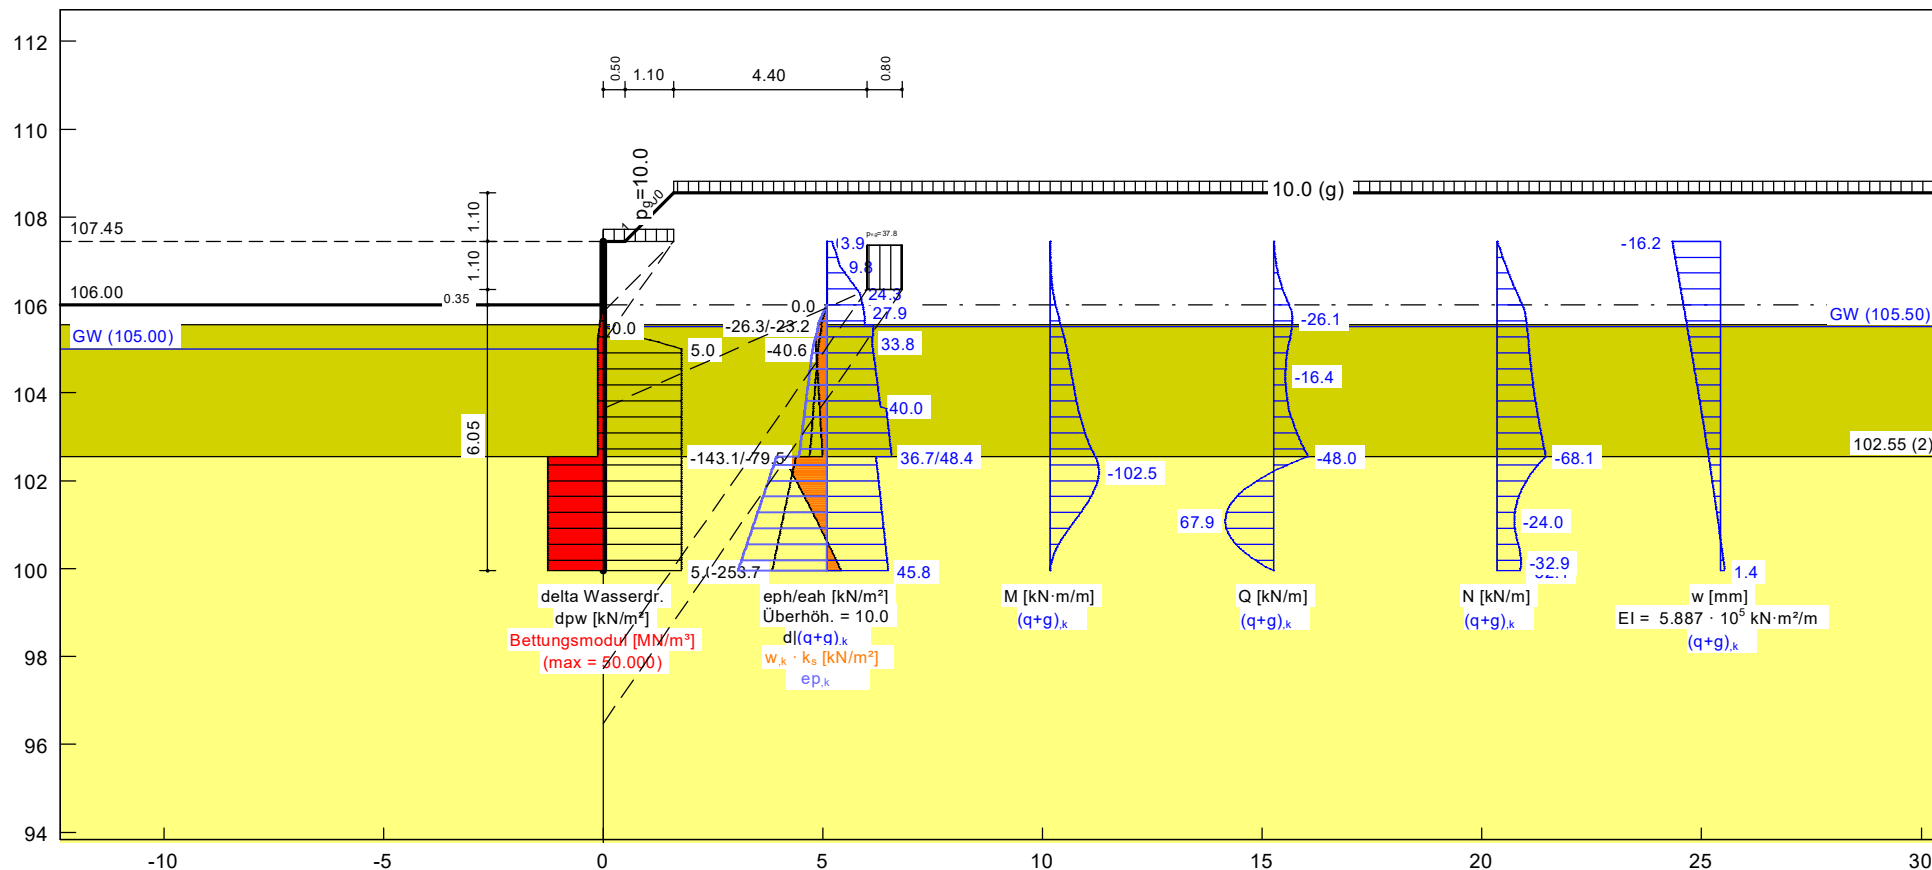 112
110
108
106
104
102
100
98
96
94
-10
-5
0
5
10
15
20
25
30
0.50
1.10
4.40
0.80
pg=10.0
10.0 (g)
107.45
106.00
0.35
1.10
1.10
6.05
GW (105.00)
GW (105.50)
102.55 (2)
p+g=37.8
0.0
5.0
0.0
-26.3/-23.2
-40.6
-143.1/-79.5
-253.7
3.9
9.8
24.3
27.9
33.8
40.0
36.7/48.4
45.8
-102.5
-26.1
-16.4
-48.0
67.9
-68.1
-24.0
-32.9
-16.2
1.4
delta Wasserdr.
dpw [kN/m²]
Bettungsmodul [MN/m³]
(max = 50.000)
eph/eah [kN/m²]
Überhöh. = 10.0
(q+g),k
w,k · ks [kN/m²]
ep,k
M [kN·m/m]
(q+g),k
Q [kN/m]
(q+g),k
N [kN/m]
(q+g),k
w [mm]
EI = 5.887 · 10⁵ kN·m²/m
(q+g),k